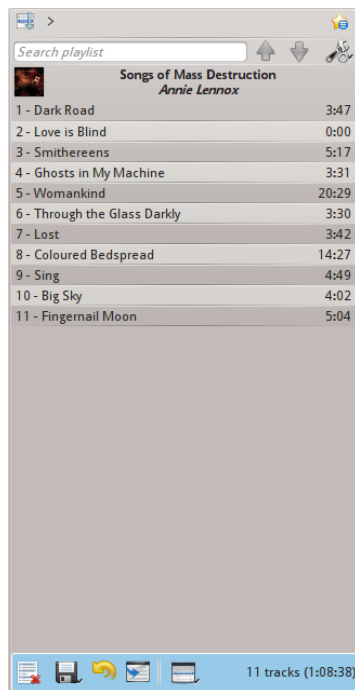 >
Search playlist
Songs of Mass Destruction
Annie Lennox
1 - Dark Road 3:47
2 - Love is Blind 0:00
3 - Smithereens 5:17
4 - Ghosts in My Machine 3:31
5 - Womankind 20:29
6 - Through the Glass Darkly 3:30
7 - Lost 3:42
8 - Coloured Bedspread 14:27
9 - Sing 4:49
10 - Big Sky 4:02
11 - Fingernail Moon 5:04
11 tracks (1:08:38)